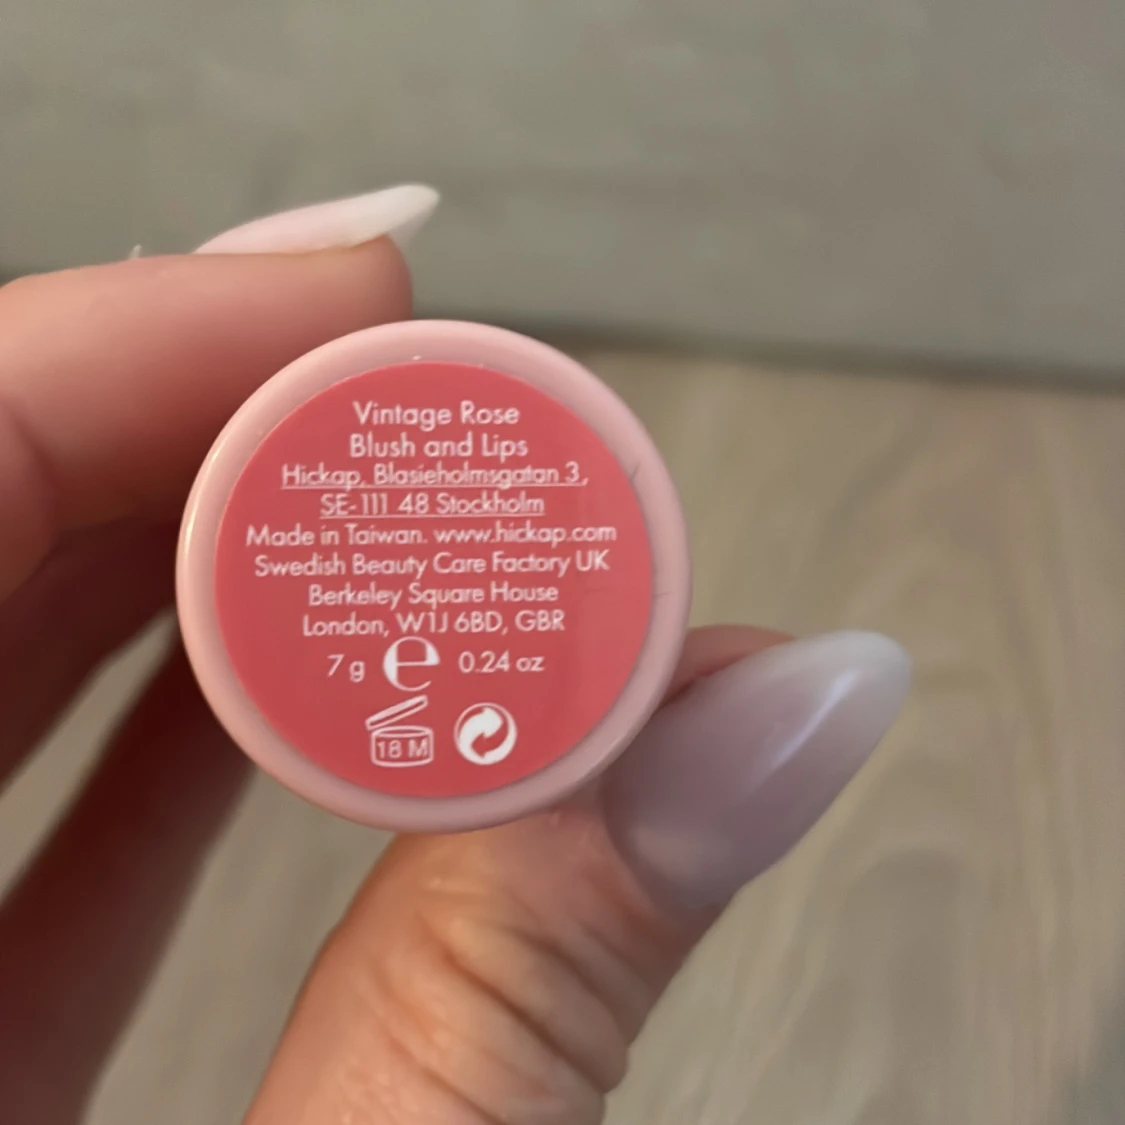 Vintage Rose
Blush and Lips
Hickap, Blasieholmsgatan 3,
SE-111 48 Stockholm
Made in Taiwan. www.hickap.com
Swedish Beauty Care Factory UK
Berkeley Square House
London, W1J 6BD, GBR
7 g e 0.24 oz
18 M